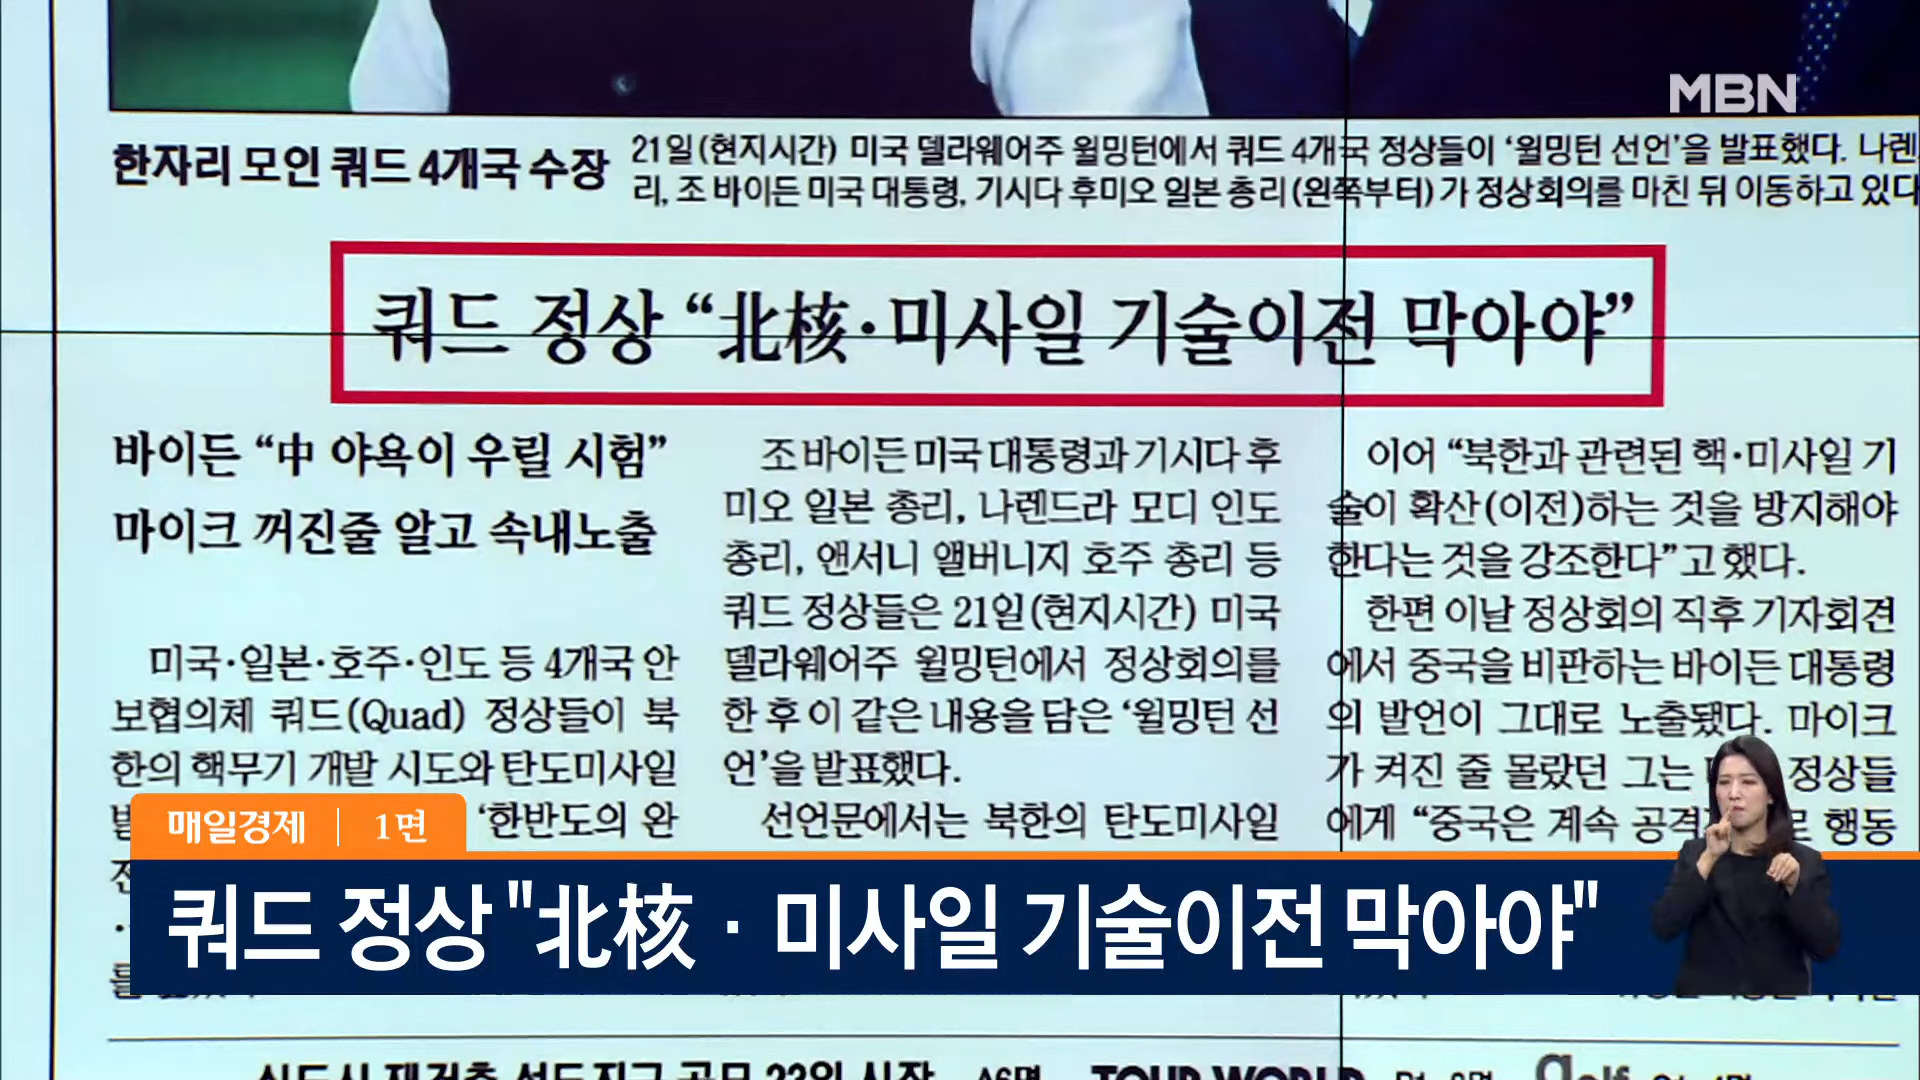 MBN
한자리 모인 쿼드 4개국 수장
21일(현지시간) 미국 델라웨어주 윌밍턴에서 쿼드 4개국 정상들이 ‘윌밍턴 선언’을 발표했다. 나렌
리, 조 바이든 미국 대통령, 기시다 후미오 일본 총리(왼쪽부터)가 정상회의를 마친 뒤 이동하고 있다
쿼드 정상 “北核·미사일 기술이전 막아야”
바이든 “中 야욕이 우릴 시험”
마이크 꺼진줄 알고 속내노출
미국·일본·호주·인도 등 4개국 안
보협의체 쿼드(Quad) 정상들이 북
한의 핵무기 개발 시도와 탄도미사일
‘한반도의 완
조 바이든 미국 대통령과 기시다 후
미오 일본 총리, 나렌드라 모디 인도
총리, 앤서니 앨버니지 호주 총리 등
쿼드 정상들은 21일(현지시간) 미국
델라웨어주 윌밍턴에서 정상회의를
한 후 이 같은 내용을 담은 ‘윌밍턴 선
언’을 발표했다.
선언문에서는 북한의 탄도미사일
이어 “북한과 관련된 핵·미사일 기
술이 확산(이전)하는 것을 방지해야
한다는 것을 강조한다”고 했다.
한편 이날 정상회의 직후 기자회견
에서 중국을 비판하는 바이든 대통령
의 발언이 그대로 노출됐다. 마이크
가 켜진 줄 몰랐던 그는 정상들
에게 “중국은 계속 행동
매일경제 | 1면
쿼드 정상 "北核 · 미사일 기술이전 막아야"
TOUR WORLD
golf